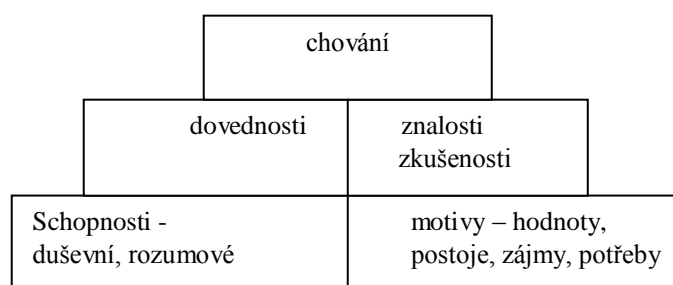 chování
dovednosti
znalosti
zkušenosti
Schopnosti -
duševní, rozumové
motivy – hodnoty,
postoje, zájmy, potřeby